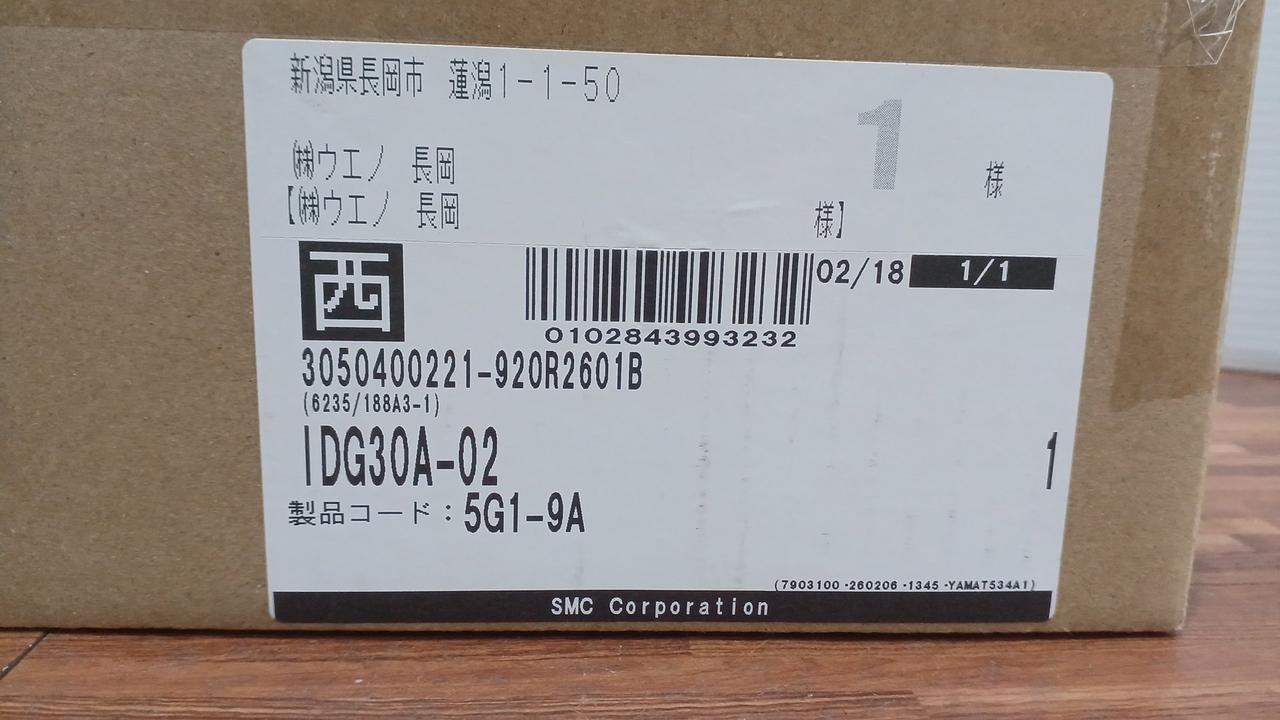 新潟県長岡市　蓮潟1-1-50
1
㈱ウエノ　長岡　様
【㈱ウエノ　長岡　様】
西
02/18 1/1
0102843993232
3050400221-920R2601B
(6235/188A3-1)
IDG30A-02 1
製品コード：5G1-9A
(7903100 -260206 -1345 -YAMAT534A1)
SMC Corporation